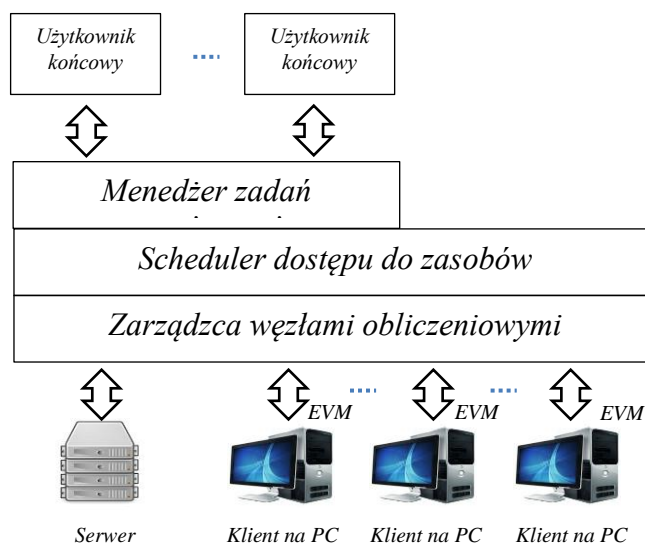 Użytkownik
końcowy
Użytkownik
końcowy
Menedżer zadań
Scheduler dostępu do zasobów
Zarządzca węzłami obliczeniowymi
EVM
EVM
EVM
Serwer
Klient na PC
Klient na PC
Klient na PC